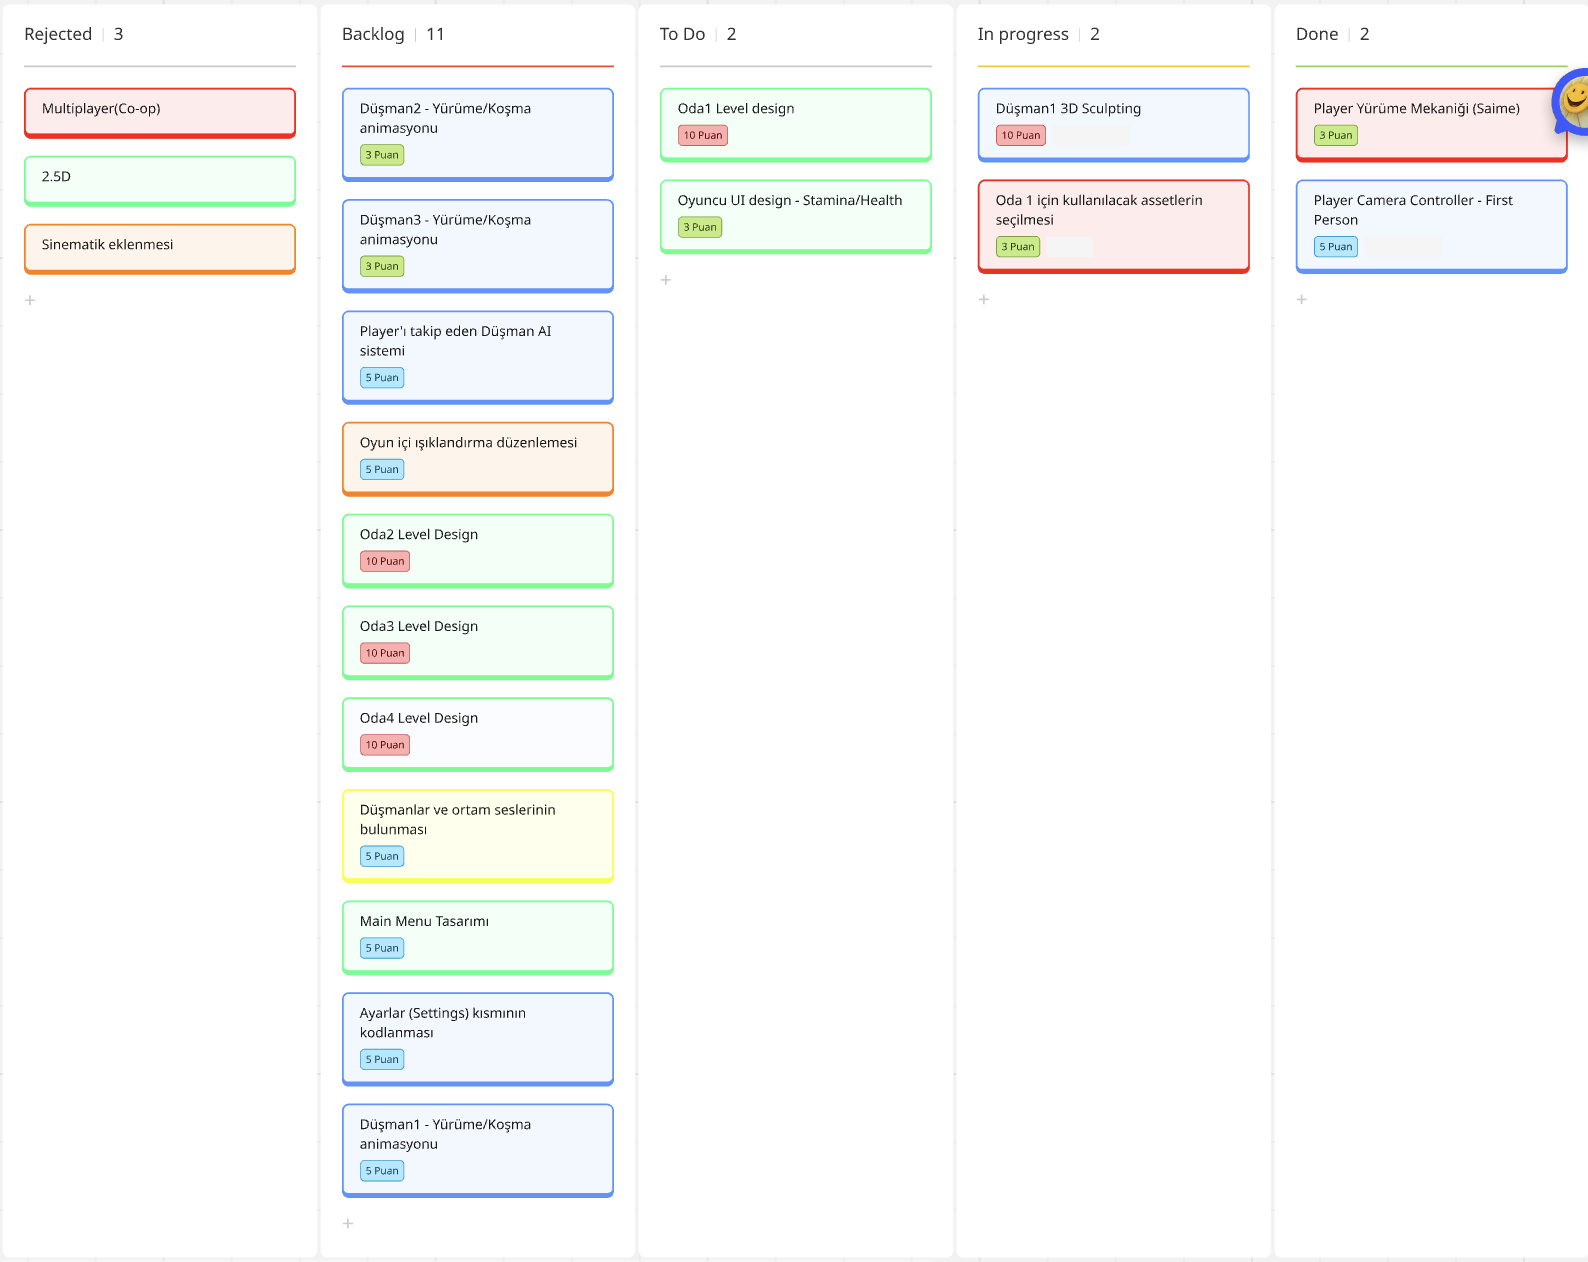 Rejected | 3
Multiplayer(Co-op)
2.5D
Sinematik eklenmesi
+
Backlog | 11
Düşman2 - Yürüme/Koşma
animasyonu
3 Puan
Düşman3 - Yürüme/Koşma
animasyonu
3 Puan
Player'ı takip eden Düşman AI
sistemi
5 Puan
Oyun içi ışıklandırma düzenlemesi
5 Puan
Oda2 Level Design
10 Puan
Oda3 Level Design
10 Puan
Oda4 Level Design
10 Puan
Düşmanlar ve ortam seslerinin
bulunması
5 Puan
Main Menu Tasarımı
5 Puan
Ayarlar (Settings) kısmının
kodlanması
5 Puan
Düşman1 - Yürüme/Koşma
animasyonu
5 Puan
+
To Do | 2
Oda1 Level design
10 Puan
Oyuncu UI design - Stamina/Health
3 Puan
+
In progress | 2
Düşman1 3D Sculpting
10 Puan
Oda 1 için kullanılacak assetlerin
seçilmesi
3 Puan
+
Done | 2
Player Yürüme Mekaniği (Saime)
3 Puan
Player Camera Controller - First
Person
5 Puan
+